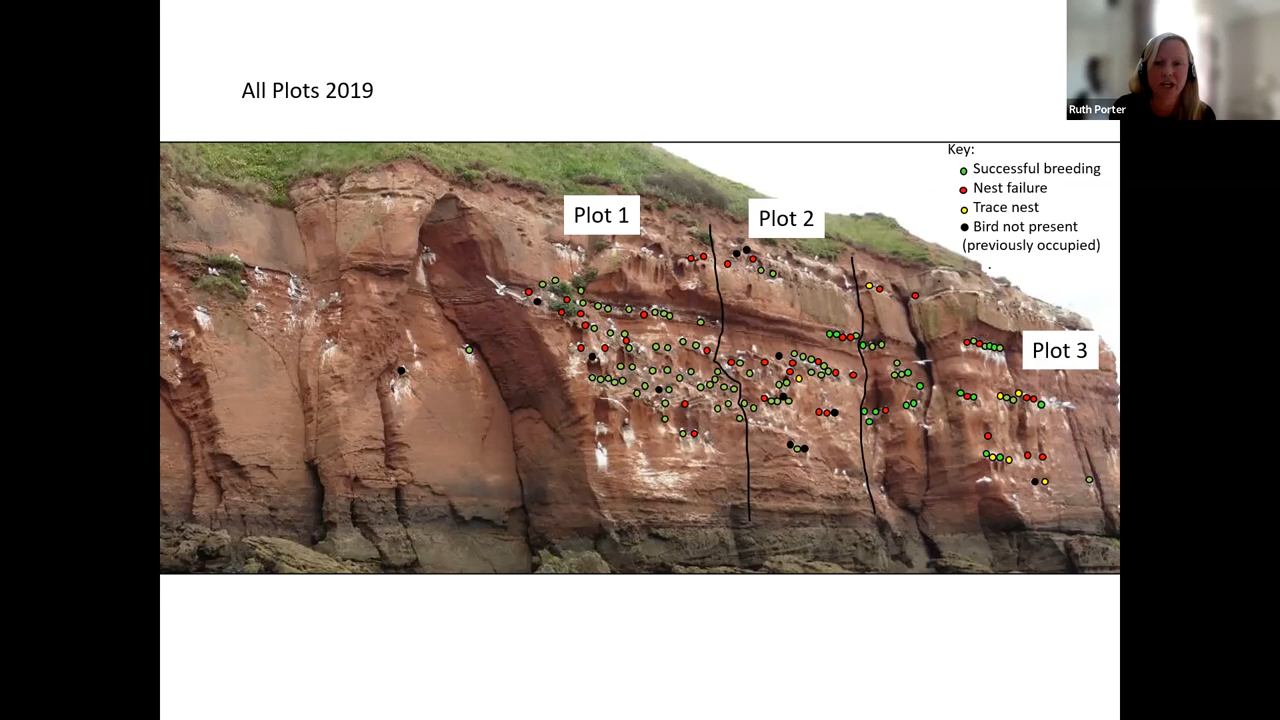 All Plots 2019
Ruth Porter
Key:
Successful breeding
Nest failure
Trace nest
Bird not present
(previously occupied)
Plot 1
Plot 2
Plot 3